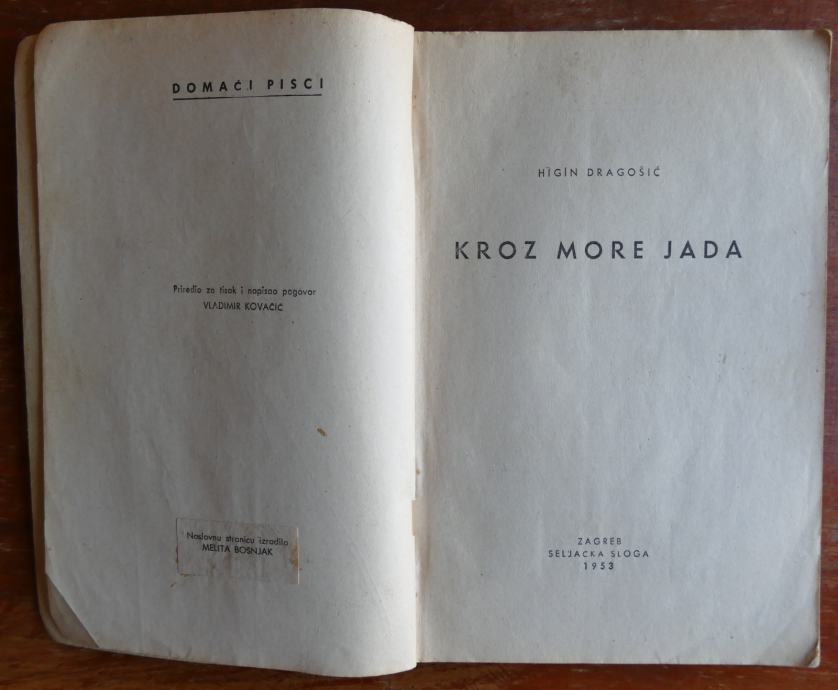 DOMAĆI PISCI
Priredio za tisak i napisao pogovor
VLADIMIR KOVAČIĆ
Naslovnu stranicu izradila
MELITA BOSNJAK
HIGIN DRAGOŠIĆ
KROZ MORE JADA
ZAGREB
SELJAČKA SLOGA
1953